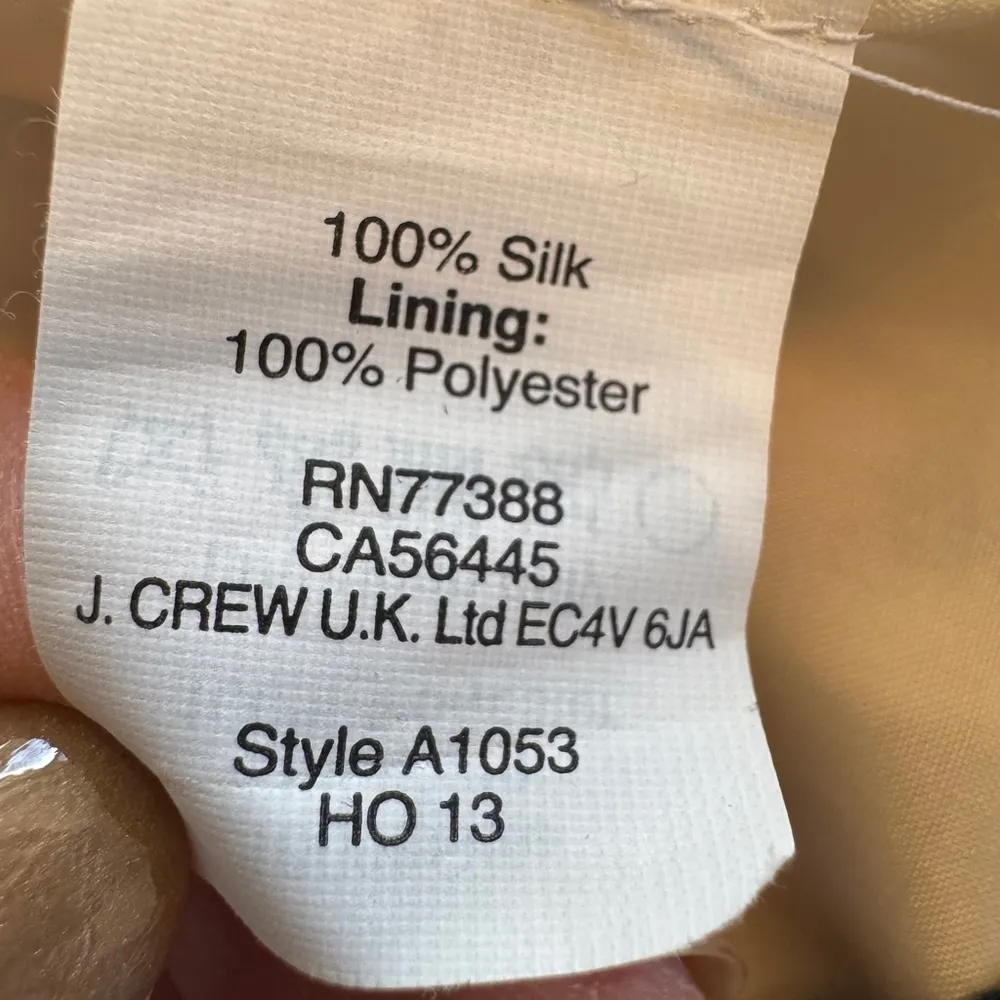 100% Silk
Lining:
100% Polyester
RN77388
CA56445
J. CREW U.K. Ltd EC4V 6JA
Style A1053
HO 13